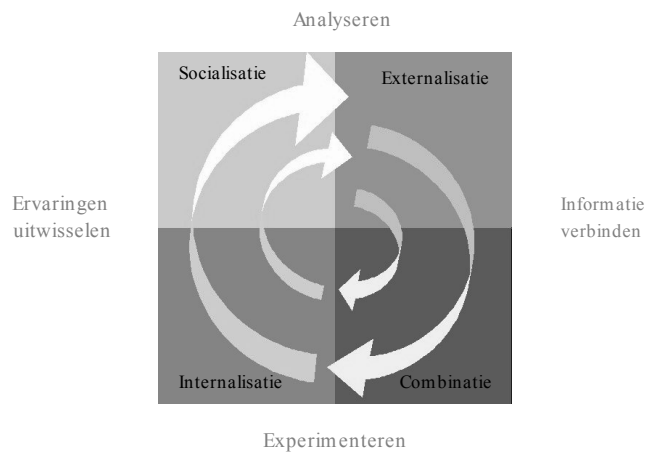 Analyseren
Socialisatie
Externalisatie
Ervaringen
uitwisselen
Informatie
verbinden
Internalisatie
Combinatie
Experimenteren